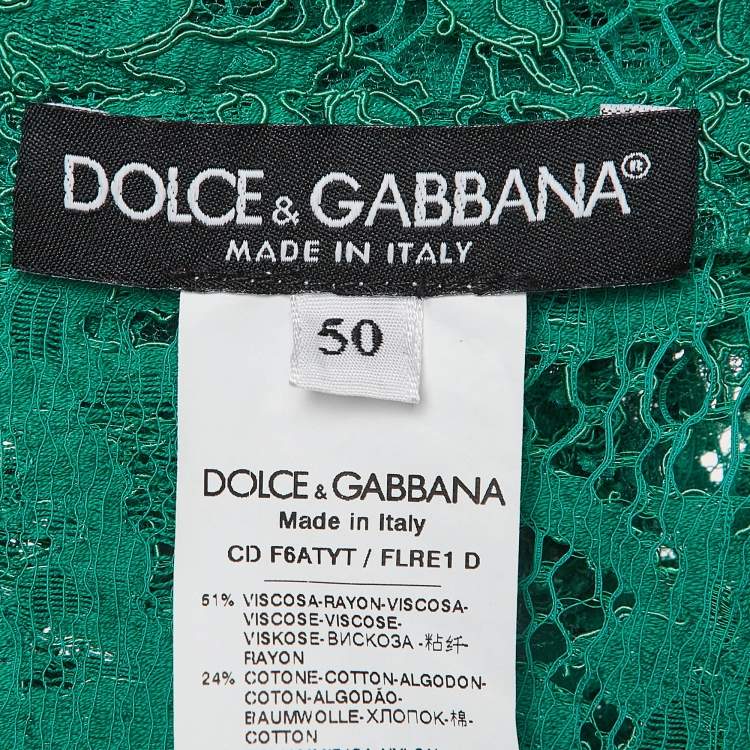 DOLCE & GABBANA®
MADE IN ITALY
50
DOLCE & GABBANA
Made in Italy
CD F6ATYT / FLRE1 D
61% VISCOSA-RAYON-VISCOSA-
VISCOSE-VISCOSE-
VISKOSE-ВИСКОЗА-粘纤-
RAYON
24% COTONE-COTTON-ALGODON-
COTON-ALGODÃO-
BAUMWOLLE-ХЛОПОК-棉-
COTTON